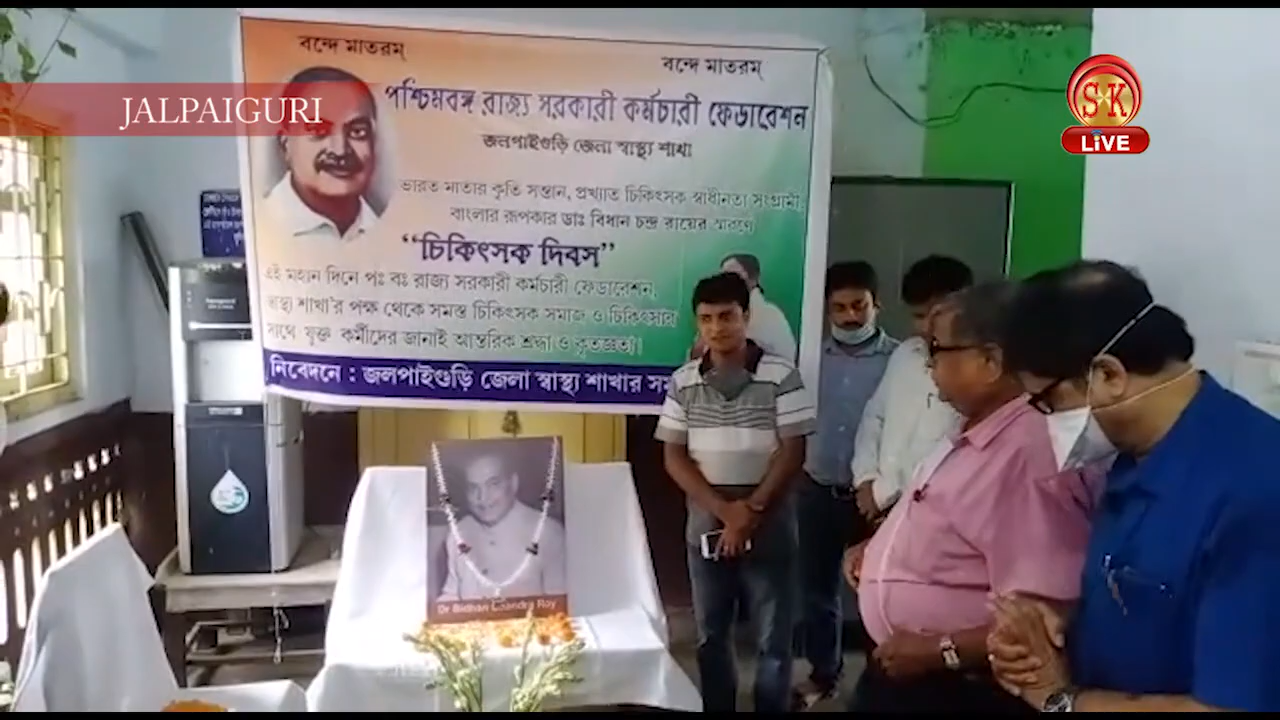 বন্দে মাতরম্
বন্দে মাতরম্
JALPAIGURI
পশ্চিমবঙ্গ রাজ্য সরকারী কর্মচারী ফেডারেশন
জলপাইগুড়ি জেলা স্বাস্থ্য শাখা
ভারত মাতার কৃতি সন্তান, প্রখ্যাত চিকিৎসক স্বাধীনতা সংগ্রামী,
বাংলার রূপকার ডাঃ বিধান চন্দ্র রায়ের স্মরণে
“চিকিৎসক দিবস”
এই মহান দিনে পঃ বঃ রাজ্য সরকারী কর্মচারী ফেডারেশন,
স্বাস্থ্য শাখা'র পক্ষ থেকে সমস্ত চিকিৎসক সমাজ ও চিকিৎসার
সাথে যুক্ত কর্মীদের জানাই আন্তরিক শ্রদ্ধা ও কৃতজ্ঞতা।
নিবেদনে : জলপাইগুড়ি জেলা স্বাস্থ্য শাখার
SK
LiVE
Dr Bidhan Chandra Roy